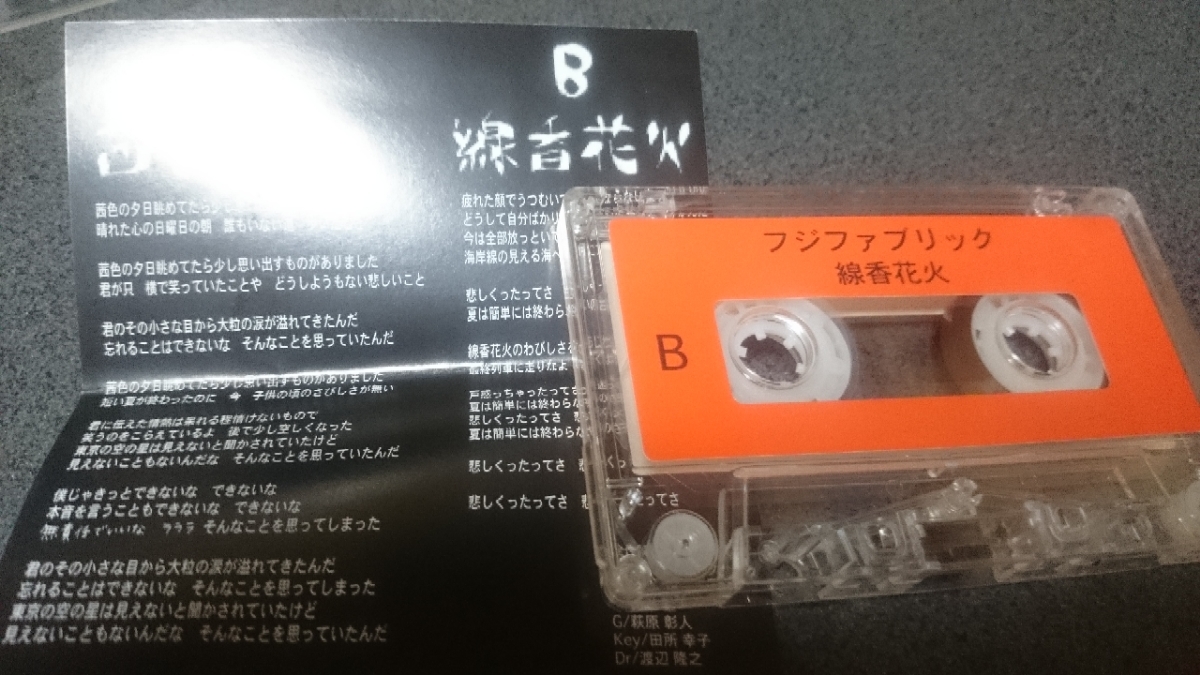 茜色の夕日眺めてたら少し
晴れた心の日曜日の朝 誰もいない道
茜色の夕日眺めてたら少し思い出すものがありました
君が只 横で笑っていたことや どうしようもない悲しいこと
君のその小さな目から大粒の涙が溢れてきたんだ
忘れることはできないな そんなことを思っていたんだ
茜色の夕日眺めてたら少し思い出すものがありました
短い夏が終わったのに 今 子供の頃のさびしさが無い
君に伝えた情熱は呆れる程情けないもので
笑うのをこらえているよ 後で少し空しくなった
東京の空の星は見えないと聞かされていたけど
見えないこともないんだな そんなことを思っていたんだ
僕じゃきっとできないな できないな
本音を言うこともできないな できないな
無責任でいいな ラララ そんなことを思ってしまった
君のその小さな目から大粒の涙が溢れてきたんだ
忘れることはできないな そんなことを思ってしまった
東京の空の星は見えないと聞かされていたけど
見えないこともないんだな そんなことを思っていたんだ
B
線香花火
疲れた顔でうつむいて
どうして自分ばかり
今は全部放っといて
海岸線の見える海へ
悲しくったってさ
夏は簡単には終わら
線香花火のわびしさを
最終列車に走りなよ
戸惑っちゃったってさ
夏は簡単には終わらな
悲しくったってさ 悲
夏は簡単には終わらな
悲しくったってさ 悲しくっ
悲しくったってさ 悲しくったってさ
G/萩原 彰人
Key/田所 幸子
Dr/渡辺 隆之
フジファブリック
線香花火
B